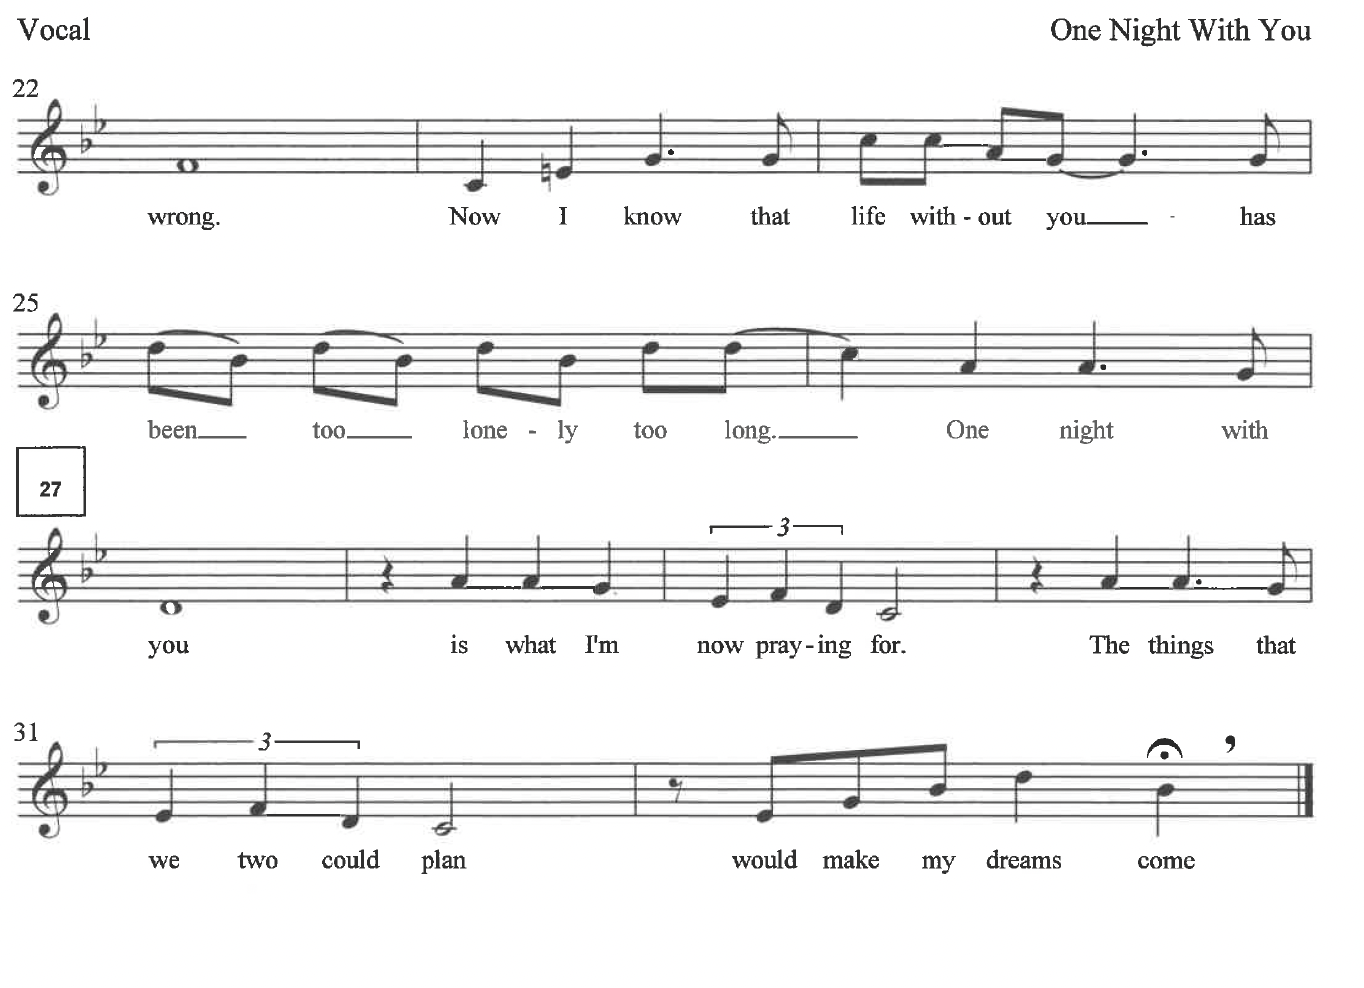 Vocal One Night With You
22
wrong. Now I know that life with - out you - has
25
been too lone - ly too long. One night with
27
3
you is what I'm now pray - ing for. The things that
31
3
we two could plan would make my dreams come